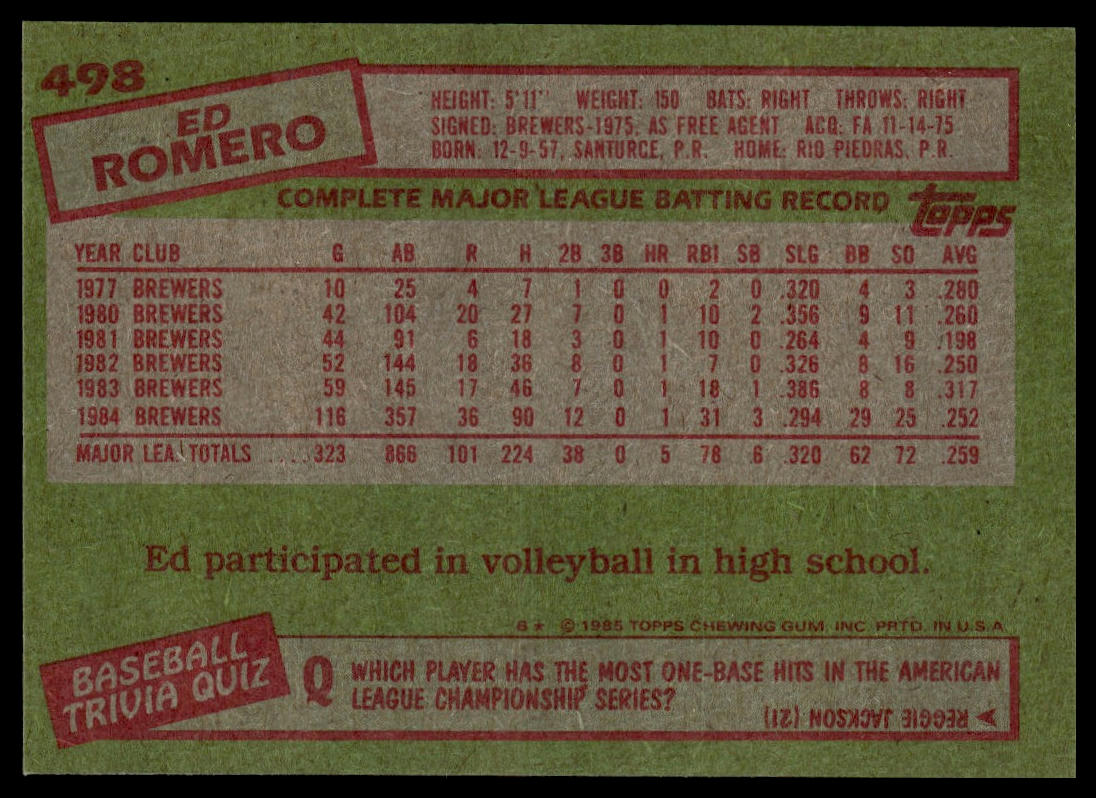 498
ED
ROMERO
HEIGHT: 5'11" WEIGHT: 150 BATS: RIGHT THROWS: RIGHT
SIGNED: BREWERS-1975, AS FREE AGENT ACQ: FA 11-14-75
BORN: 12-9-57, SANTURCE, P.R. HOME: RIO PIEDRAS, P.R.
COMPLETE MAJOR LEAGUE BATTING RECORD
topps
YEAR CLUB G AB R H 2B 3B HR RBI SB SLG BB SO AVG
1977 BREWERS 10 25 4 7 1 0 0 2 0 .320 4 3 .280
1980 BREWERS 42 104 20 27 7 0 1 10 2 .356 9 11 .260
1981 BREWERS 44 91 6 18 3 0 1 10 0 .264 4 9 .198
1982 BREWERS 52 144 18 36 8 0 1 7 0 .326 8 16 .250
1983 BREWERS 59 145 17 46 7 0 1 18 1 .386 8 8 .317
1984 BREWERS 116 357 36 90 12 0 1 31 3 .294 29 25 .252
MAJOR LEA. TOTALS ....323 866 101 224 38 0 5 78 6 .320 62 72 .259
Ed participated in volleyball in high school.
6* ©1985 TOPPS CHEWING GUM, INC. PRTD. IN U.S.A.
BASEBALL
TRIVIA QUIZ
Q WHICH PLAYER HAS THE MOST ONE-BASE HITS IN THE AMERICAN
LEAGUE CHAMPIONSHIP SERIES?
REGGIE JACKSON (21)